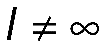 I ≠ ∞